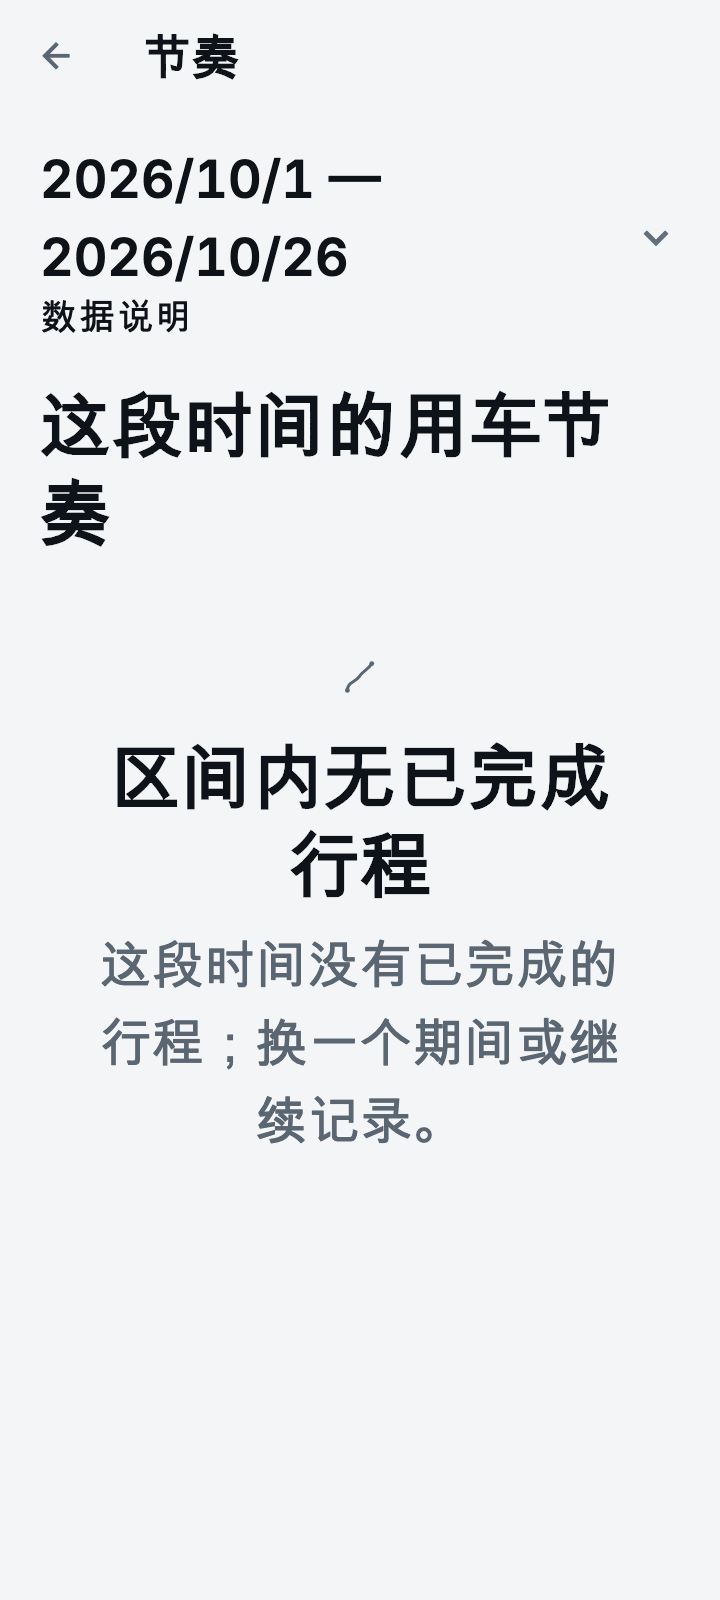 节奏
2026/10/1 —
2026/10/26
数据说明
这段时间的用车节
奏
区间内无已完成
行程
这段时间没有已完成的
行程；换一个期间或继
续记录。